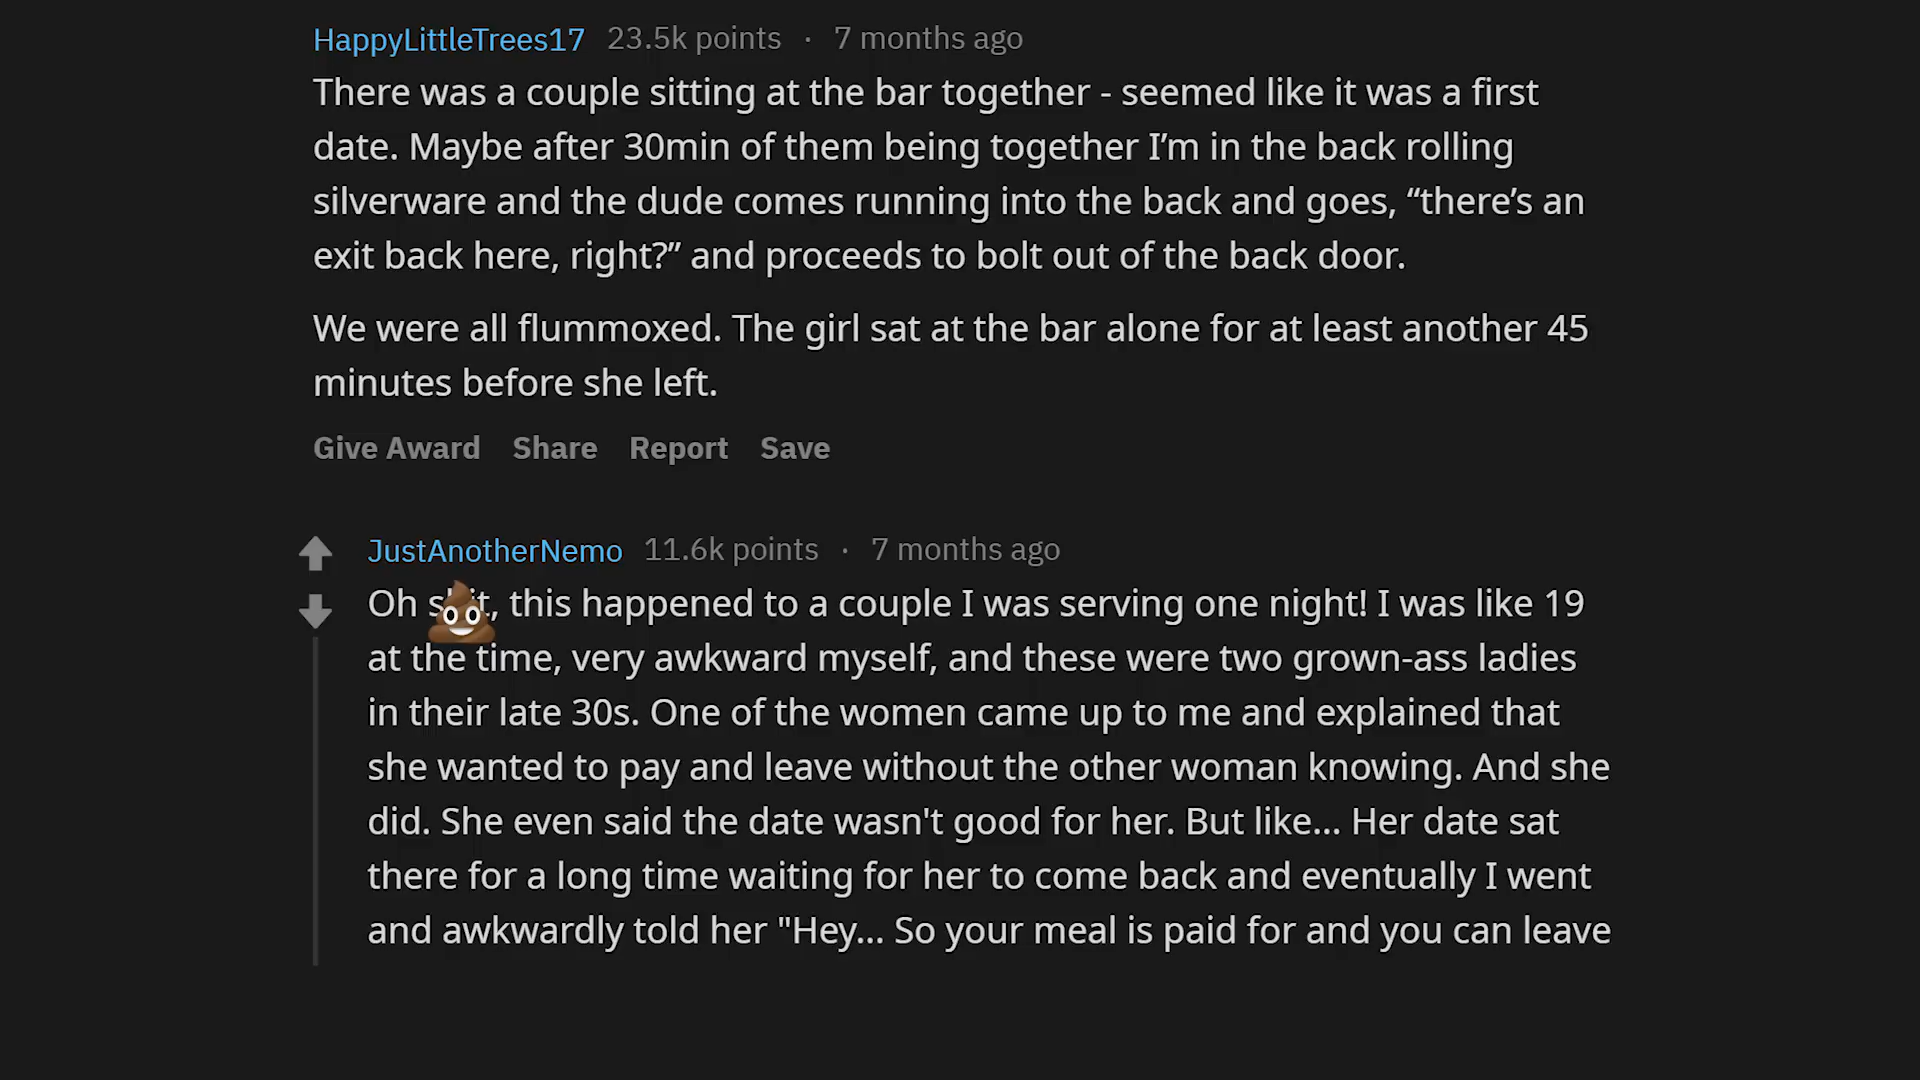 HappyLittleTrees17 23.5k points · 7 months ago
There was a couple sitting at the bar together - seemed like it was a first
date. Maybe after 30min of them being together I’m in the back rolling
silverware and the dude comes running into the back and goes, “there’s an
exit back here, right?” and proceeds to bolt out of the back door.
We were all flummoxed. The girl sat at the bar alone for at least another 45
minutes before she left.
Give Award Share Report Save
JustAnotherNemo 11.6k points · 7 months ago
Oh s💩it, this happened to a couple I was serving one night! I was like 19
at the time, very awkward myself, and these were two grown-ass ladies
in their late 30s. One of the women came up to me and explained that
she wanted to pay and leave without the other woman knowing. And she
did. She even said the date wasn't good for her. But like... Her date sat
there for a long time waiting for her to come back and eventually I went
and awkwardly told her "Hey... So your meal is paid for and you can leave